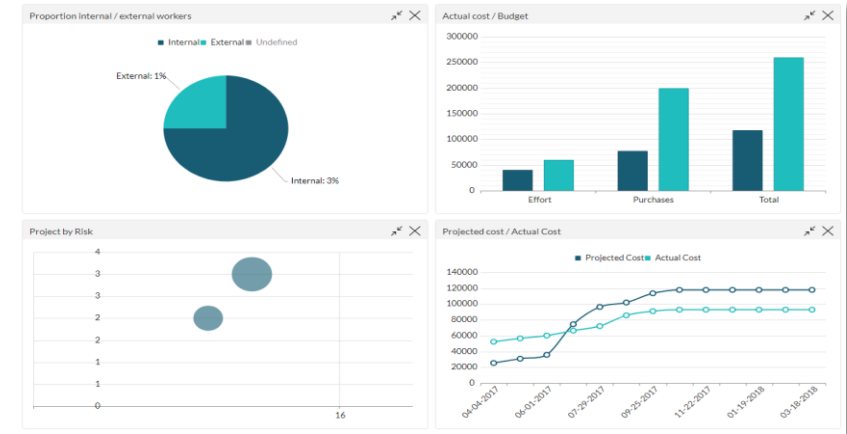 Proportion internal / external workers
Internal External Undefined
External: 1%
Internal: 3%
Actual cost / Budget
300000
250000
200000
150000
100000
50000
0
Effort Purchases Total
Project by Risk
4
3
3
2
2
1
1
0
16
Projected cost / Actual Cost
Projected Cost Actual Cost
140000
120000
100000
80000
60000
40000
20000
0
04-04-2017 06-01-2017 07-29-2017 09-25-2017 11-22-2017 01-19-2018 03-18-2018